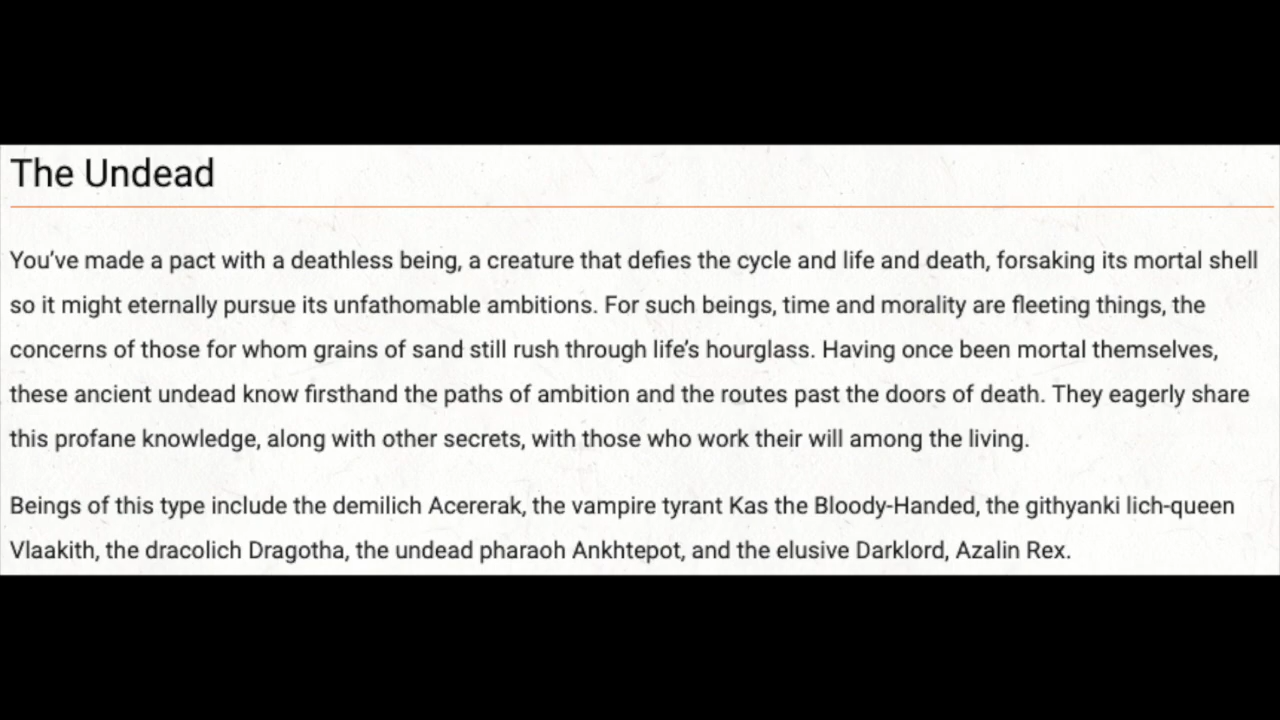 The Undead
You've made a pact with a deathless being, a creature that defies the cycle and life and death, forsaking its mortal shell
so it might eternally pursue its unfathomable ambitions. For such beings, time and morality are fleeting things, the
concerns of those for whom grains of sand still rush through life's hourglass. Having once been mortal themselves,
these ancient undead know firsthand the paths of ambition and the routes past the doors of death. They eagerly share
this profane knowledge, along with other secrets, with those who work their will among the living.
Beings of this type include the demilich Acererak, the vampire tyrant Kas the Bloody-Handed, the githyanki lich-queen
Vlaakith, the dracolich Dragotha, the undead pharaoh Ankhtepot, and the elusive Darklord, Azalin Rex.